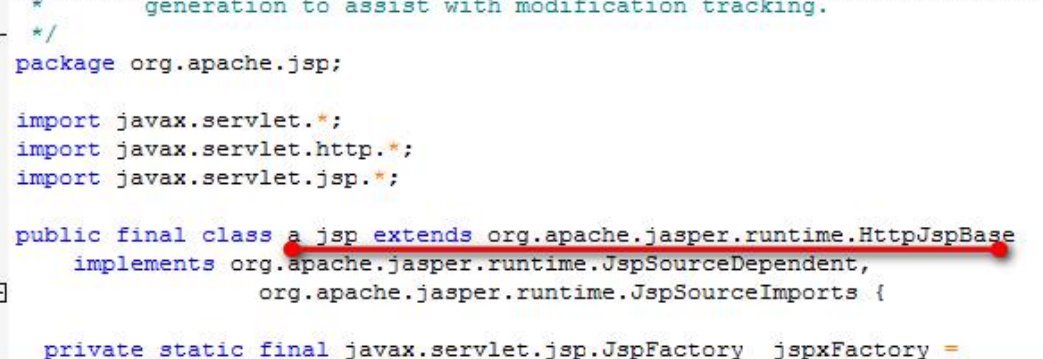 * generation to assist with modification tracking.
*/
package org.apache.jsp;
import javax.servlet.*;
import javax.servlet.http.*;
import javax.servlet.jsp.*;
public final class a_jsp extends org.apache.jasper.runtime.HttpJspBase
implements org.apache.jasper.runtime.JspSourceDependent,
org.apache.jasper.runtime.JspSourceImports {
private static final javax.servlet.jsp.JspFactory _jspxFactory =